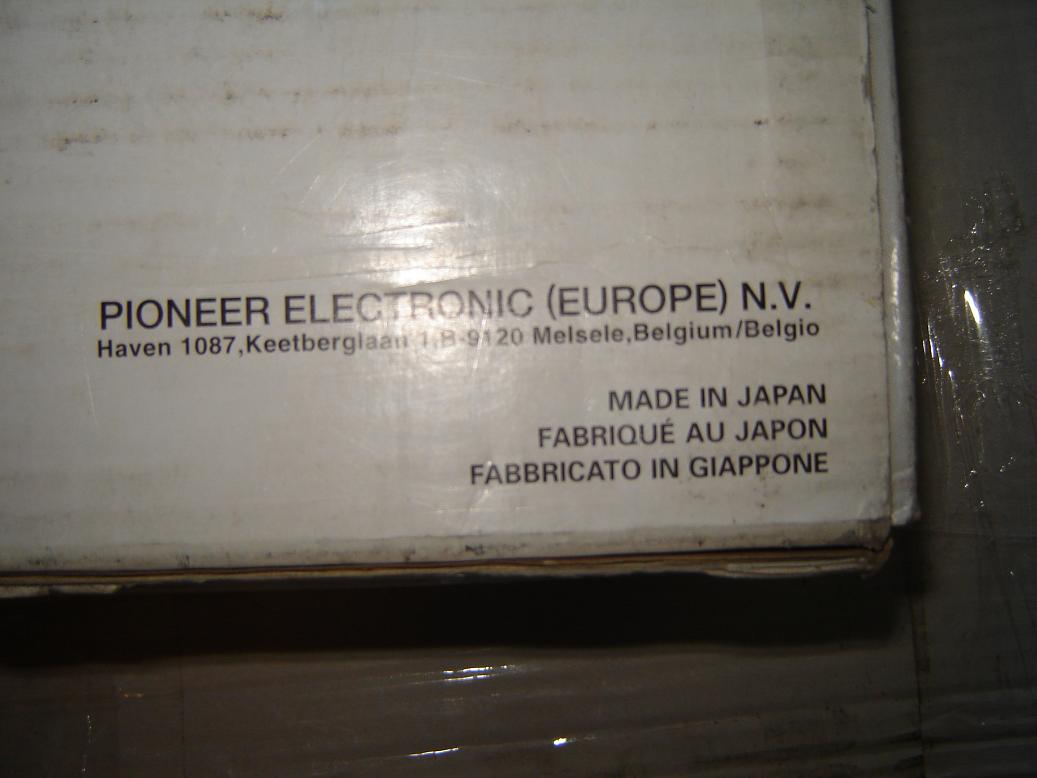 PIONEER ELECTRONIC (EUROPE) N.V.
Haven 1087,Keetberglaan 1,B-9120 Melsele,Belgium/Belgio
MADE IN JAPAN
FABRIQUÉ AU JAPON
FABBRICATO IN GIAPPONE